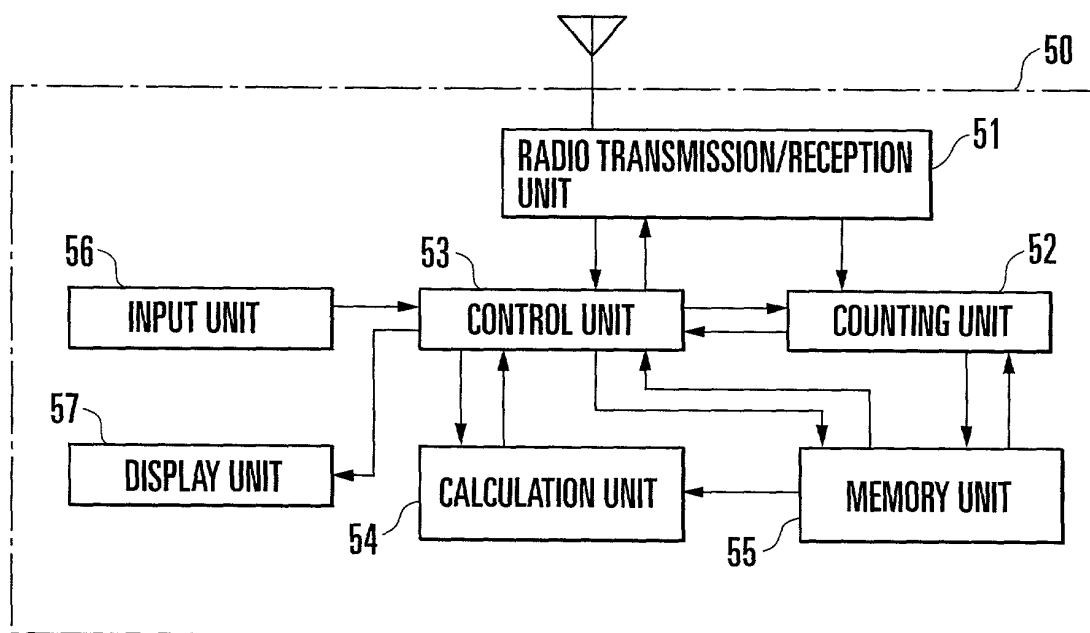 50
51
RADIO TRANSMISSION/RECEPTION
UNIT
56
INPUT UNIT
53
CONTROL UNIT
52
COUNTING UNIT
57
DISPLAY UNIT
CALCULATION UNIT
54
MEMORY UNIT
55